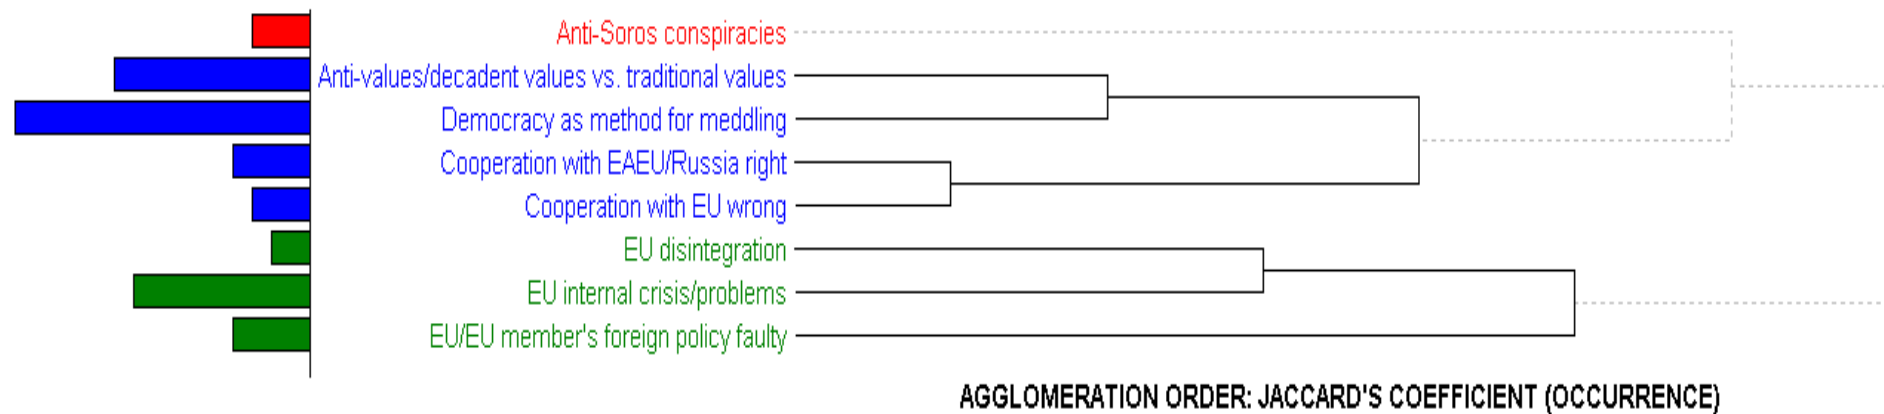 Anti-Soros conspiracies
Anti-values/decadent values vs. traditional values
Democracy as method for meddling
Cooperation with EAEU/Russia right
Cooperation with EU wrong
EU disintegration
EU internal crisis/problems
EU/EU member's foreign policy faulty
AGGLOMERATION ORDER: JACCARD'S COEFFICIENT (OCCURRENCE)